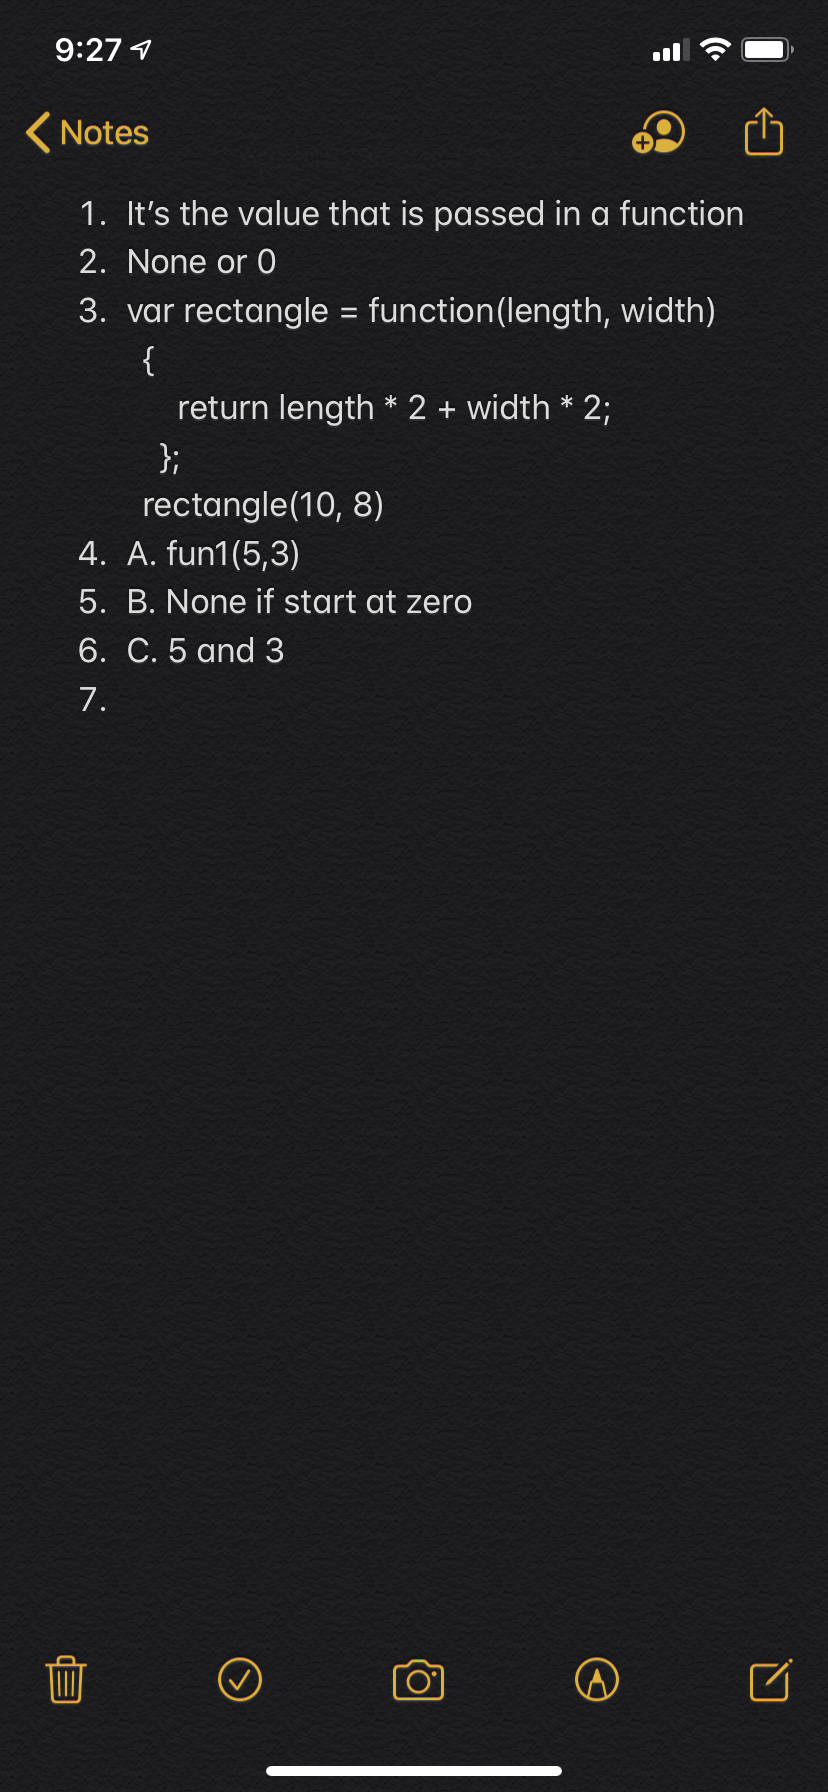 9:27
Notes
1. It's the value that is passed in a function
2. None or 0
3. var rectangle = function(length, width)
{
return length * 2 + width * 2;
};
rectangle(10, 8)
4. A. fun1(5,3)
5. B. None if start at zero
6. C. 5 and 3
7.